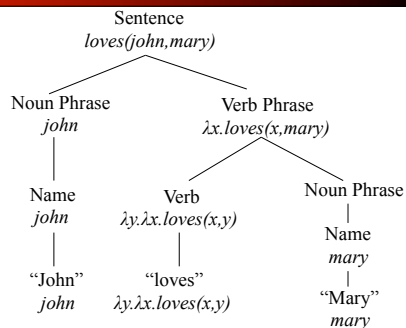 Sentence
loves(john,mary)
Noun Phrase
john
Verb Phrase
λx.loves(x,mary)
Name
john
Verb
λy.λx.loves(x,y)
Noun Phrase
Name
mary
“John”
john
“loves”
λy.λx.loves(x,y)
“Mary”
mary